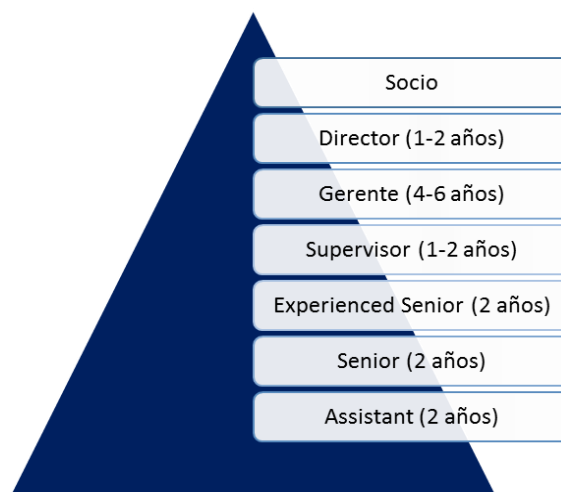 Socio
Director (1-2 años)
Gerente (4-6 años)
Supervisor (1-2 años)
Experienced Senior (2 años)
Senior (2 años)
Assistant (2 años)